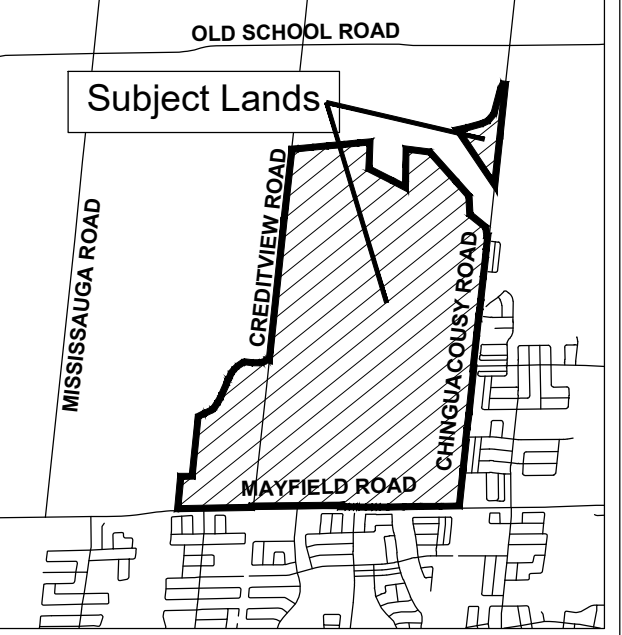 OLD SCHOOL ROAD
Subject Lands
CREDITVIEW ROAD
MISSISSAUGA ROAD
CHINGUACOUSY ROAD
MAYFIELD ROAD